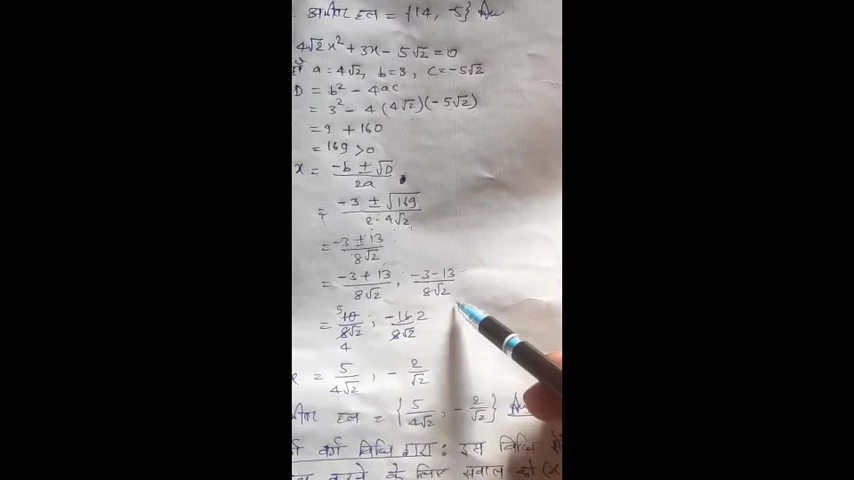 अभीष्ट हल = {14, -5} Ans
4√2x² + 3x - 5√2 = 0
a = 4√2, b = 3, c = -5√2
D = b² - 4ac
= 3² - 4(4√2)(-5√2)
= 9 + 160
= 169 > 0
x = (-b ± √D)/2a
= (-3 ± √169)/(2·4√2)
= (-3 ± 13)/8√2
= (-3 + 13)/8√2 , (-3 - 13)/8√2
= 10/8√2 , -16/8√2
= 5/4√2 , - 2/√2
हल = {5/4√2, - 2/√2} Ans
वर्ग विधि द्वारा : इस विधि से
करने के लिए सवाल को (x